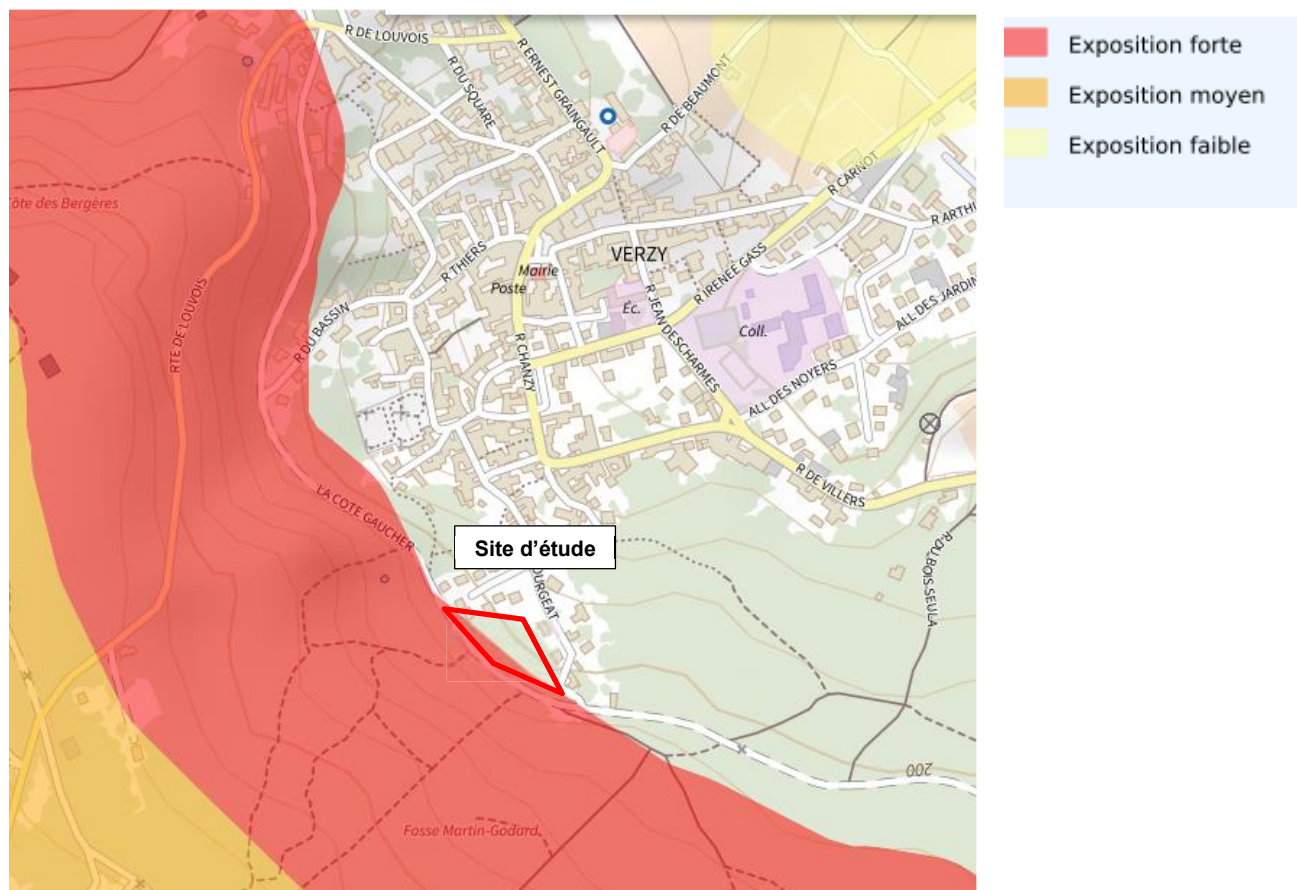 R DE LOUVOIS
R DU SQUARE
R ERNEST GRAINGAULT
R DE BEAUMONT
R CARNOT
Côte des Bergères
R THIERS
Mairie
Poste
VERZY
R ARTHU
R IRENEE GASS
Éc.
R JEAN DESCHARMES
Coll.
ALL DES JARDIN
RTE DE LOUVOIS
R DU BASSIN
R CHANZY
ALL DES NOYERS
R DE VILLERS
LA COTE GAUCHER
Site d'étude
OURGEAT
R DU BOIS SEULA
200
Fosse Martin-Godard
Exposition forte
Exposition moyen
Exposition faible